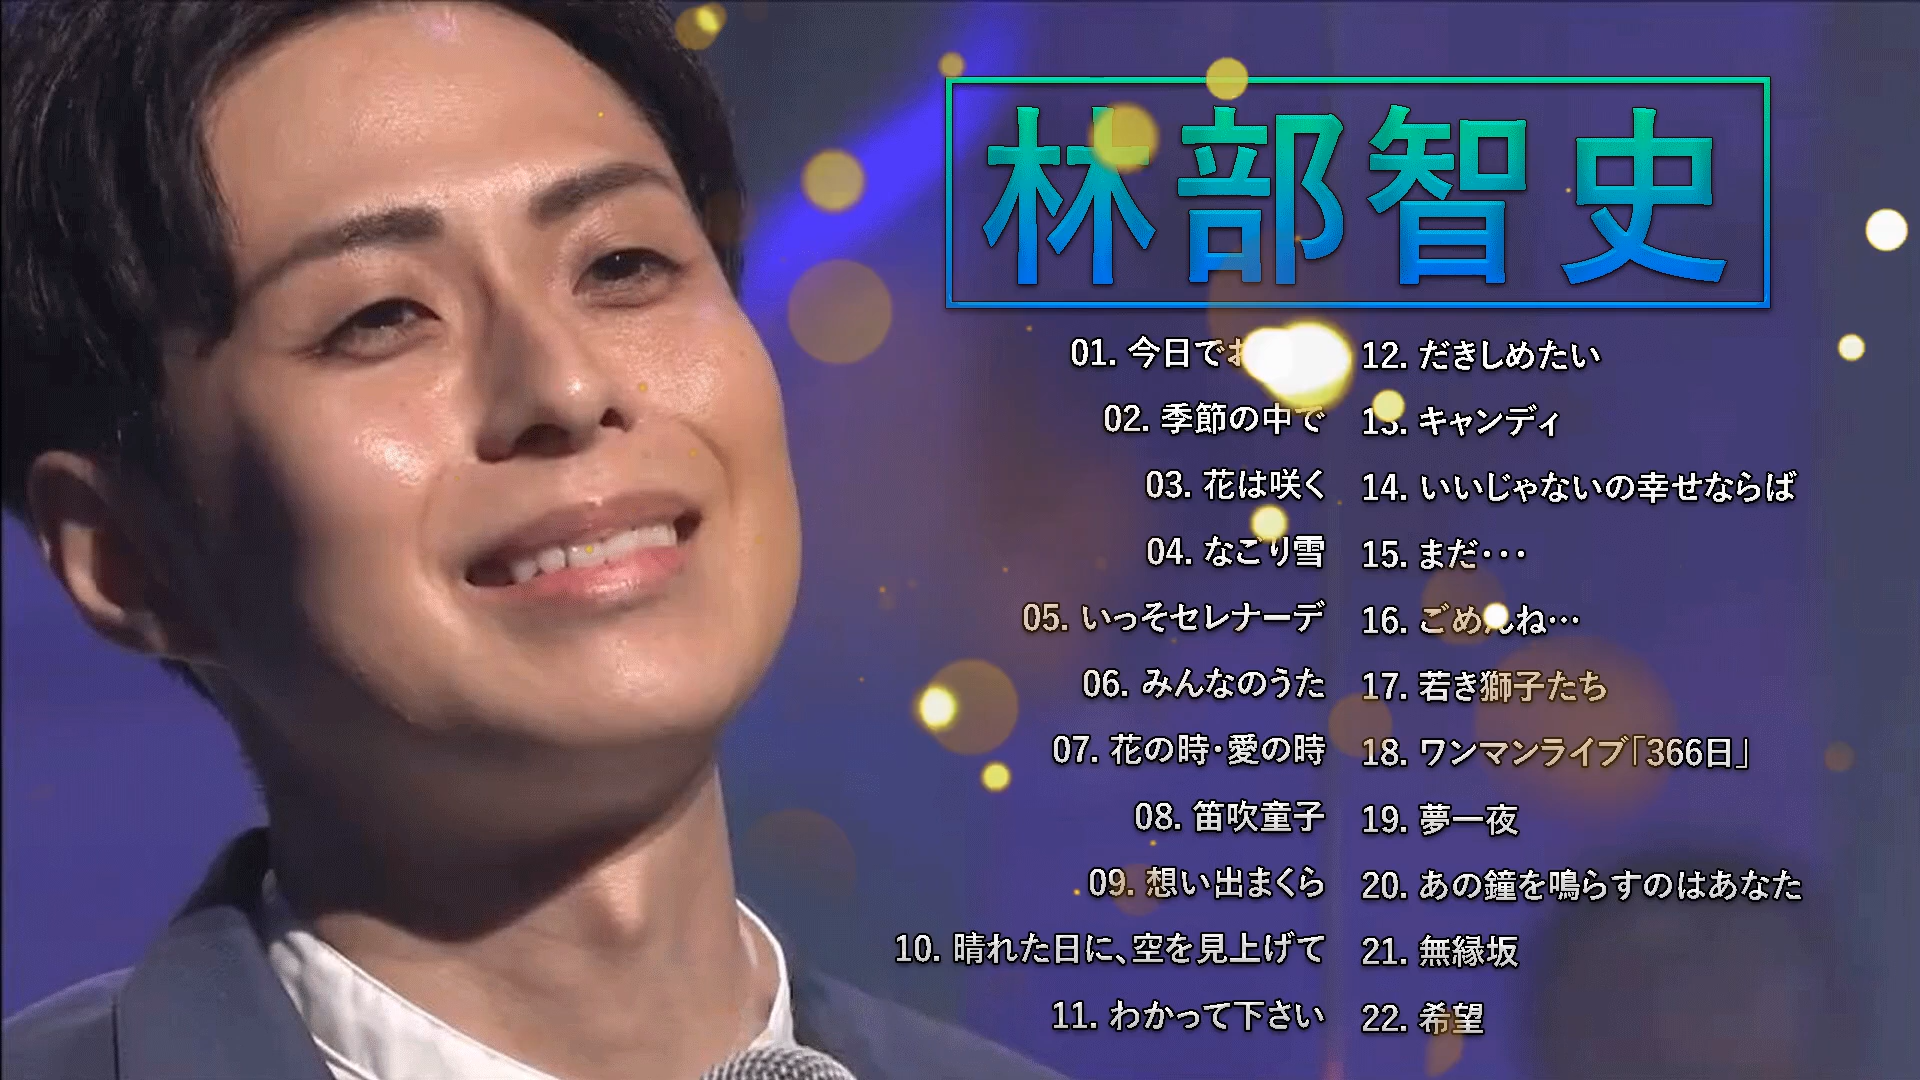 林部智史
01. 今日でお
02. 季節の中で
03. 花は咲く
04. なごり雪
05. いっそセレナーデ
06. みんなのうた
07. 花の時・愛の時
08. 笛吹童子
09. 想い出まくら
10. 晴れた日に、空を見上げて
11. わかって下さい
12. だきしめたい
13. キャンディ
14. いいじゃないの幸せならば
15. まだ・・・
16. ごめんね…
17. 若き獅子たち
18. ワンマンライブ「366日」
19. 夢一夜
20. あの鐘を鳴らすのはあなた
21. 無縁坂
22. 希望